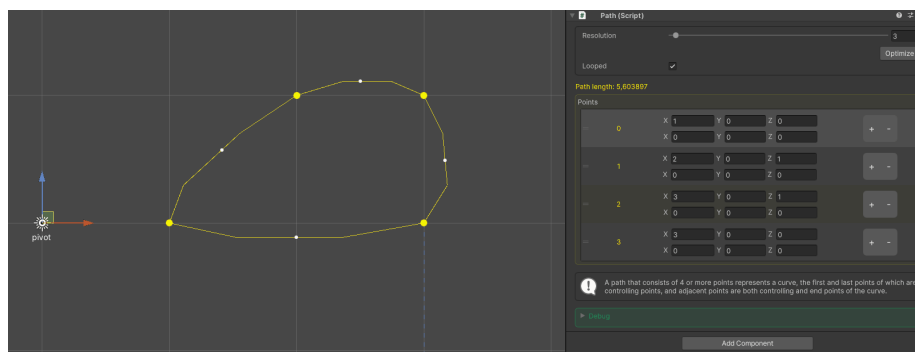 Path (Script)
Resolution 3
Optimize
Looped
Path length: 5,603897
Points
0 X 1 Y 0 Z 0
X 0 Y 0 Z 0
1 X 2 Y 0 Z 1
X 0 Y 0 Z 0
2 X 3 Y 0 Z 1
X 0 Y 0 Z 0
3 X 3 Y 0 Z 0
X 0 Y 0 Z 0
pivot
A path that consists of 4 or more points represents a curve, the first and last points of which are
controlling points, and adjacent points are both controlling and end points of the curve.
Debug
Add Component